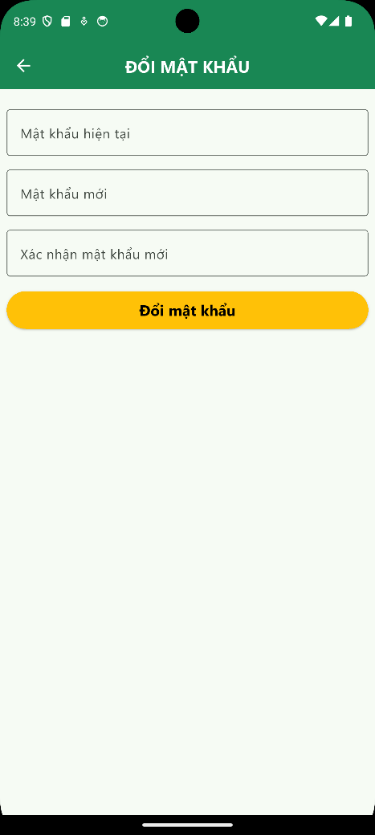 8:39
ĐỔI MẬT KHẨU
Mật khẩu hiện tại
Mật khẩu mới
Xác nhận mật khẩu mới
Đổi mật khẩu